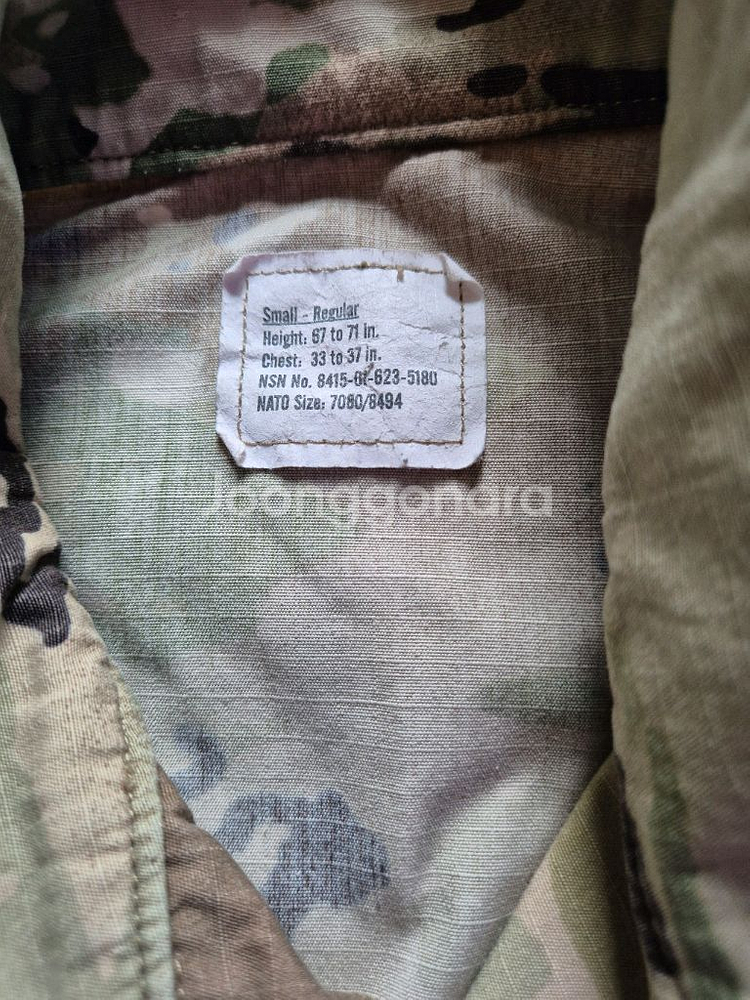 Small - Regular
Height: 67 to 71 in.
Chest: 33 to 37 in.
NSN No. 8415-01-623-5180
NATO Size: 7080/8494
Joonggonara